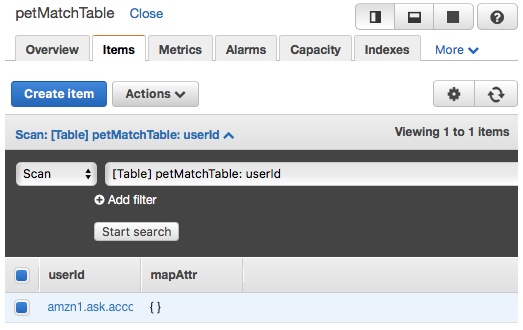 petMatchTable Close
Overview Items Metrics Alarms Capacity Indexes More
Create item Actions
Scan: [Table] petMatchTable: userId Viewing 1 to 1 items
Scan [Table] petMatchTable: userId
Add filter
Start search
userId mapAttr
amzn1.ask.accc { }